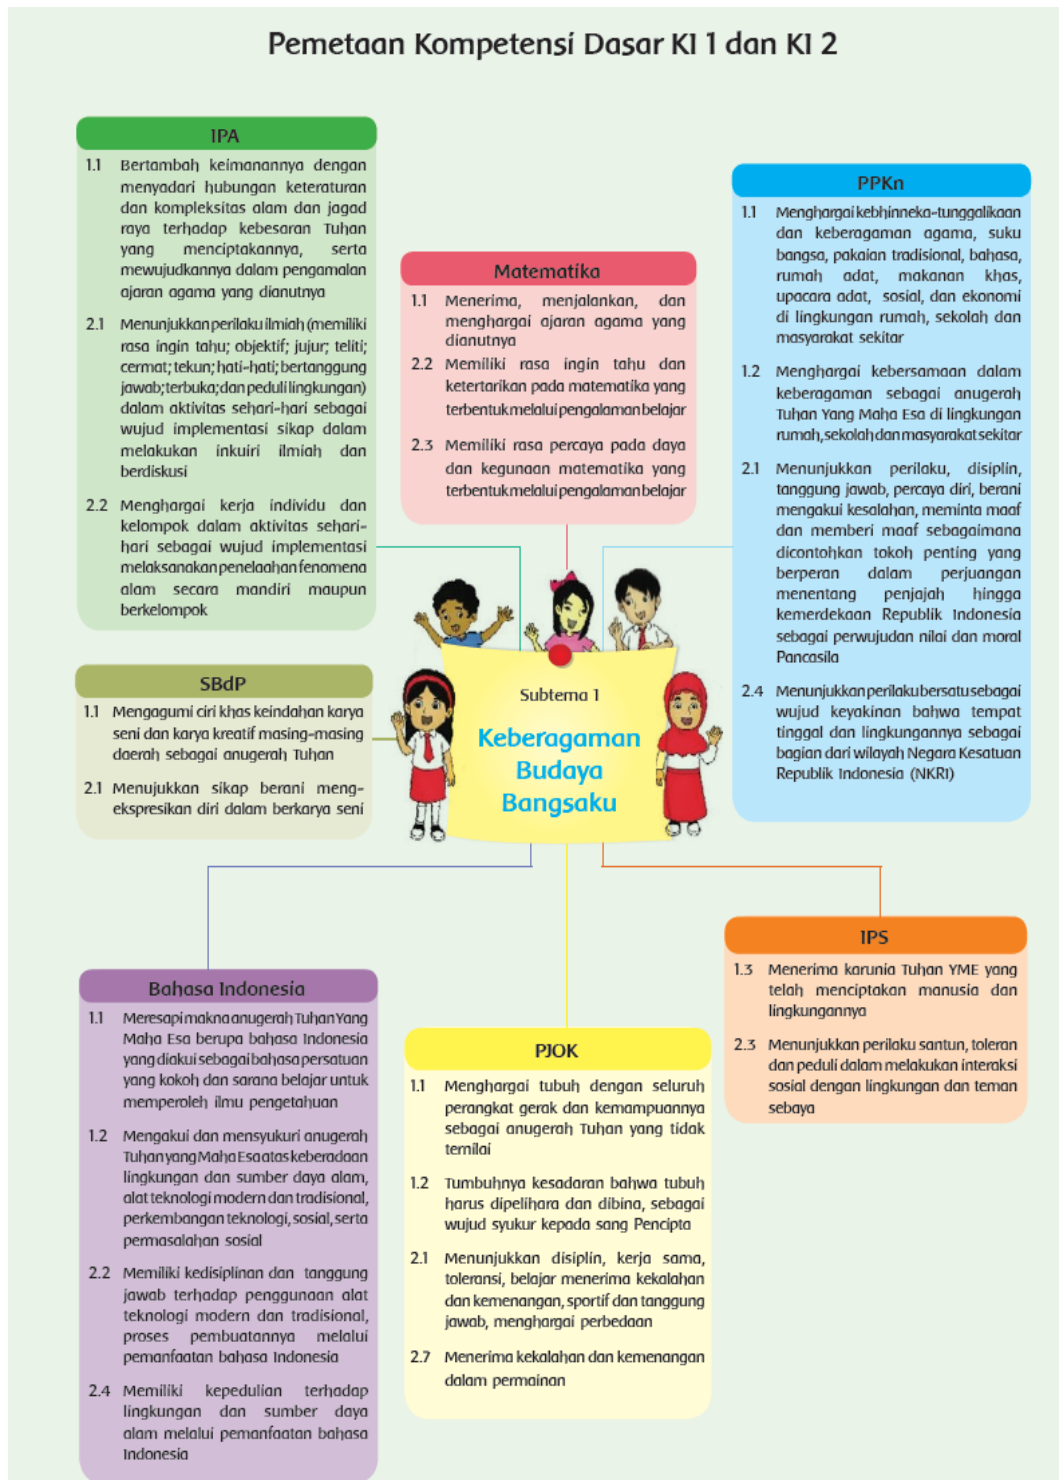 Pemetaan Kompetensi Dasar KI 1 dan KI 2
IPA
1.1 Bertambah keimanannya dengan
menyadari hubungan keteraturan
dan kompleksitas alam dan jagad
raya terhadap kebesaran Tuhan
yang menciptakannya, serta
mewujudkannya dalam pengamalan
ajaran agama yang dianutnya
2.1 Menunjukkan perilaku ilmiah (memiliki
rasa ingin tahu; objektif; jujur; teliti;
cermat; tekun; hati-hati; bertanggung
jawab; terbuka; dan peduli lingkungan)
dalam aktivitas sehari-hari sebagai
wujud implementasi sikap dalam
melakukan inkuiri ilmiah dan
berdiskusi
2.2 Menghargai kerja individu dan
kelompok dalam aktivitas sehari-
hari sebagai wujud implementasi
melaksanakan penelaahan fenomena
alam secara mandiri maupun
berkelompok
Matematika
1.1 Menerima, menjalankan, dan
menghargai ajaran agama yang
dianutnya
2.2 Memiliki rasa ingin tahu dan
ketertarikan pada matematika yang
terbentuk melalui pengalaman belajar
2.3 Memiliki rasa percaya pada daya
dan kegunaan matematika yang
terbentuk melalui pengalaman belajar
PPKn
1.1 Menghargai kebhinneka-tunggalikaan
dan keberagaman agama, suku
bangsa, pakaian tradisional, bahasa,
rumah adat, makanan khas,
upacara adat, sosial, dan ekonomi
di lingkungan rumah, sekolah dan
masyarakat sekitar
1.2 Menghargai kebersamaan dalam
keberagaman sebagai anugerah
Tuhan Yang Maha Esa di lingkungan
rumah, sekolah dan masyarakat sekitar
2.1 Menunjukkan perilaku, disiplin,
tanggung jawab, percaya diri, berani
mengakui kesalahan, meminta maaf
dan memberi maaf sebagaimana
dicontohkan tokoh penting yang
berperan dalam perjuangan
menentang penjajah hingga
kemerdekaan Republik Indonesia
sebagai perwujudan nilai dan moral
Pancasila
2.4 Menunjukkan perilaku bersatu sebagai
wujud keyakinan bahwa tempat
tinggal dan lingkungannya sebagai
bagian dari wilayah Negara Kesatuan
Republik Indonesia (NKRI)
SBdP
1.1 Mengagumi ciri khas keindahan karya
seni dan karya kreatif masing-masing
daerah sebagai anugerah Tuhan
2.1 Menujukkan sikap berani meng-
ekspresikan diri dalam berkarya seni
Subtema 1
Keberagaman
Budaya
Bangsaku
Bahasa Indonesia
1.1 Meresapi makna anugerah Tuhan Yang
Maha Esa berupa bahasa Indonesia
yang diakui sebagai bahasa persatuan
yang kokoh dan sarana belajar untuk
memperoleh ilmu pengetahuan
1.2 Mengakui dan mensyukuri anugerah
Tuhan yang Maha Esa atas keberadaan
lingkungan dan sumber daya alam,
alat teknologi modern dan tradisional,
perkembangan teknologi, sosial, serta
permasalahan sosial
2.2 Memiliki kedisiplinan dan tanggung
jawab terhadap penggunaan alat
teknologi modern dan tradisional,
proses pembuatannya melalui
pemanfaatan bahasa Indonesia
2.4 Memiliki kepedulian terhadap
lingkungan dan sumber daya
alam melalui pemanfaatan bahasa
Indonesia
PJOK
1.1 Menghargai tubuh dengan seluruh
perangkat gerak dan kemampuannya
sebagai anugerah Tuhan yang tidak
ternilai
1.2 Tumbuhnya kesadaran bahwa tubuh
harus dipelihara dan dibina, sebagai
wujud syukur kepada sang Pencipta
2.1 Menunjukkan disiplin, kerja sama,
toleransi, belajar menerima kekalahan
dan kemenangan, sportif dan tanggung
jawab, menghargai perbedaan
2.7 Menerima kekalahan dan kemenangan
dalam permainan
IPS
1.3 Menerima karunia Tuhan YME yang
telah menciptakan manusia dan
lingkungannya
2.3 Menunjukkan perilaku santun, toleran
dan peduli dalam melakukan interaksi
sosial dengan lingkungan dan teman
sebaya